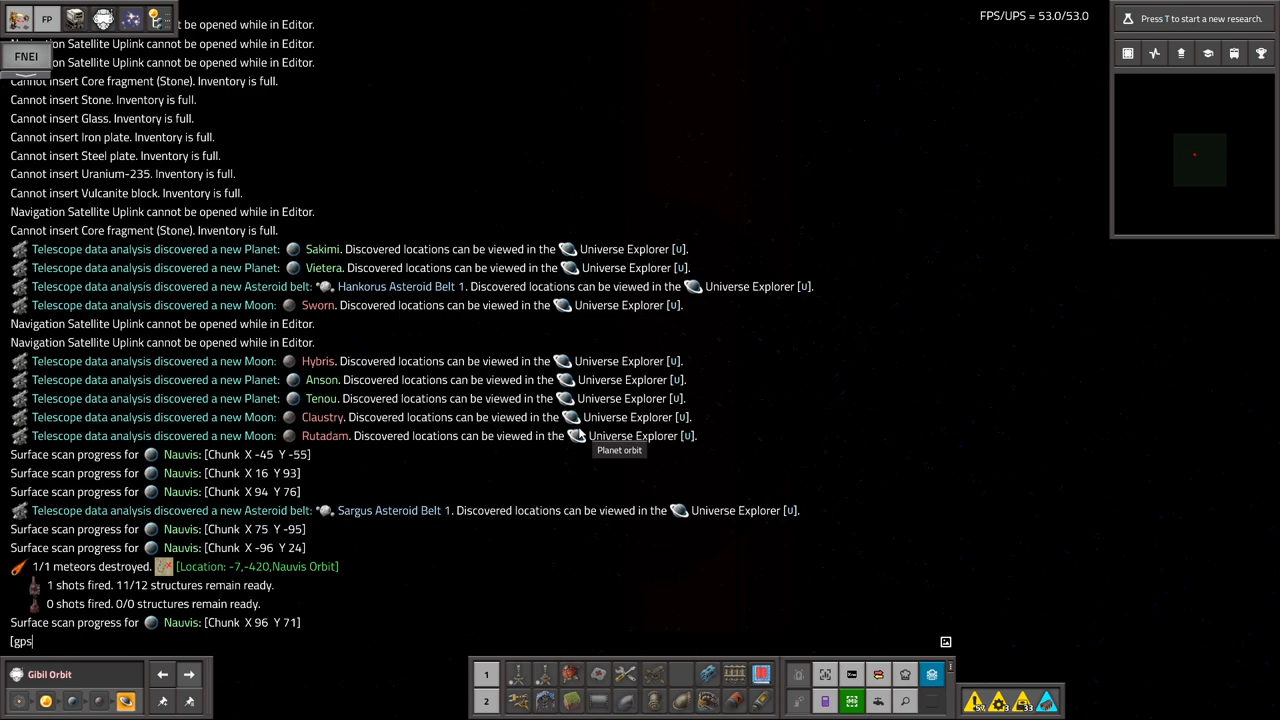 FP
t be opened while in Editor.
FPS/UPS = 53.0/53.0
Press T to start a new research.
Navigation Satellite Uplink cannot be opened while in Editor.
FNEI
Satellite Uplink cannot be opened while in Editor.
Cannot insert Core fragment (Stone). Inventory is full.
Cannot insert Stone. Inventory is full.
Cannot insert Glass. Inventory is full.
Cannot insert Iron plate. Inventory is full.
Cannot insert Steel plate. Inventory is full.
Cannot insert Uranium-235. Inventory is full.
Cannot insert Vulcanite block. Inventory is full.
Navigation Satellite Uplink cannot be opened while in Editor.
Cannot insert Core fragment (Stone). Inventory is full.
Telescope data analysis discovered a new Planet: Sakimi. Discovered locations can be viewed in the Universe Explorer [U].
Telescope data analysis discovered a new Planet: Vietera. Discovered locations can be viewed in the Universe Explorer [U].
Telescope data analysis discovered a new Asteroid belt: Hankorus Asteroid Belt 1. Discovered locations can be viewed in the Universe Explorer [U].
Telescope data analysis discovered a new Moon: Sworn. Discovered locations can be viewed in the Universe Explorer [U].
Navigation Satellite Uplink cannot be opened while in Editor.
Navigation Satellite Uplink cannot be opened while in Editor.
Telescope data analysis discovered a new Moon: Hybris. Discovered locations can be viewed in the Universe Explorer [U].
Telescope data analysis discovered a new Planet: Anson. Discovered locations can be viewed in the Universe Explorer [U].
Telescope data analysis discovered a new Planet: Tenou. Discovered locations can be viewed in the Universe Explorer [U].
Telescope data analysis discovered a new Moon: Claustry. Discovered locations can be viewed in the Universe Explorer [U].
Telescope data analysis discovered a new Moon: Rutadam. Discovered locations can be viewed in the Universe Explorer [U].
Planet orbit
Surface scan progress for Nauvis: [Chunk X -45 Y -55]
Surface scan progress for Nauvis: [Chunk X 16 Y 93]
Surface scan progress for Nauvis: [Chunk X 94 Y 76]
Telescope data analysis discovered a new Asteroid belt: Sargus Asteroid Belt 1. Discovered locations can be viewed in the Universe Explorer [U].
Surface scan progress for Nauvis: [Chunk X 75 Y -95]
Surface scan progress for Nauvis: [Chunk X -96 Y 24]
1/1 meteors destroyed. [Location: -7,-420,Nauvis Orbit]
1 shots fired. 11/12 structures remain ready.
0 shots fired. 0/0 structures remain ready.
Surface scan progress for Nauvis: [Chunk X 96 Y 71]
[gps
Gibil Orbit
1
2